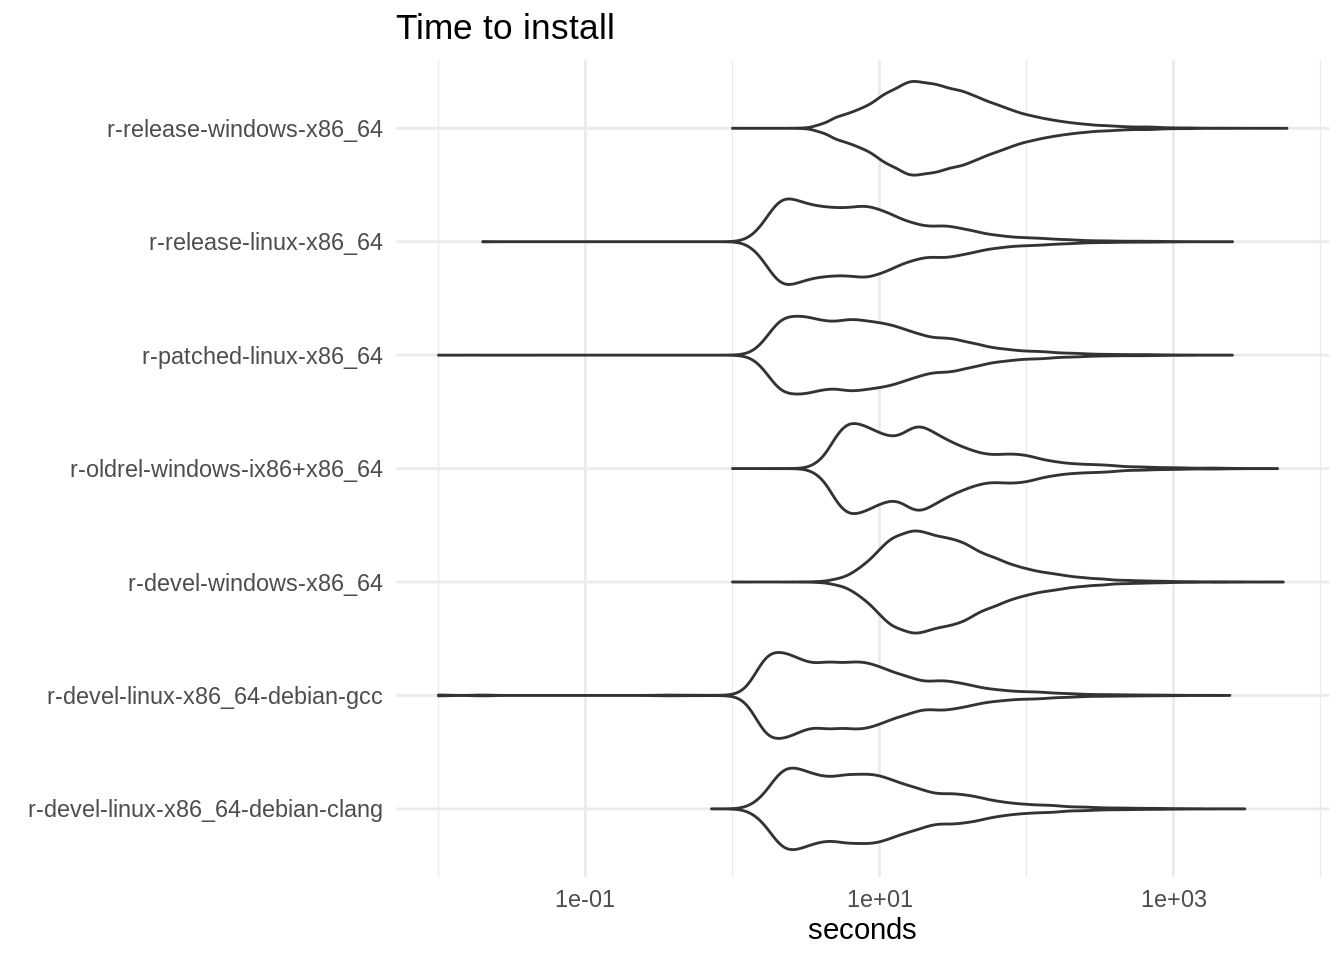 Time to install
r-release-windows-x86_64
r-release-linux-x86_64
r-patched-linux-x86_64
r-oldrel-windows-ix86+x86_64
r-devel-windows-x86_64
r-devel-linux-x86_64-debian-gcc
r-devel-linux-x86_64-debian-clang
1e-01 1e+01 1e+03
seconds